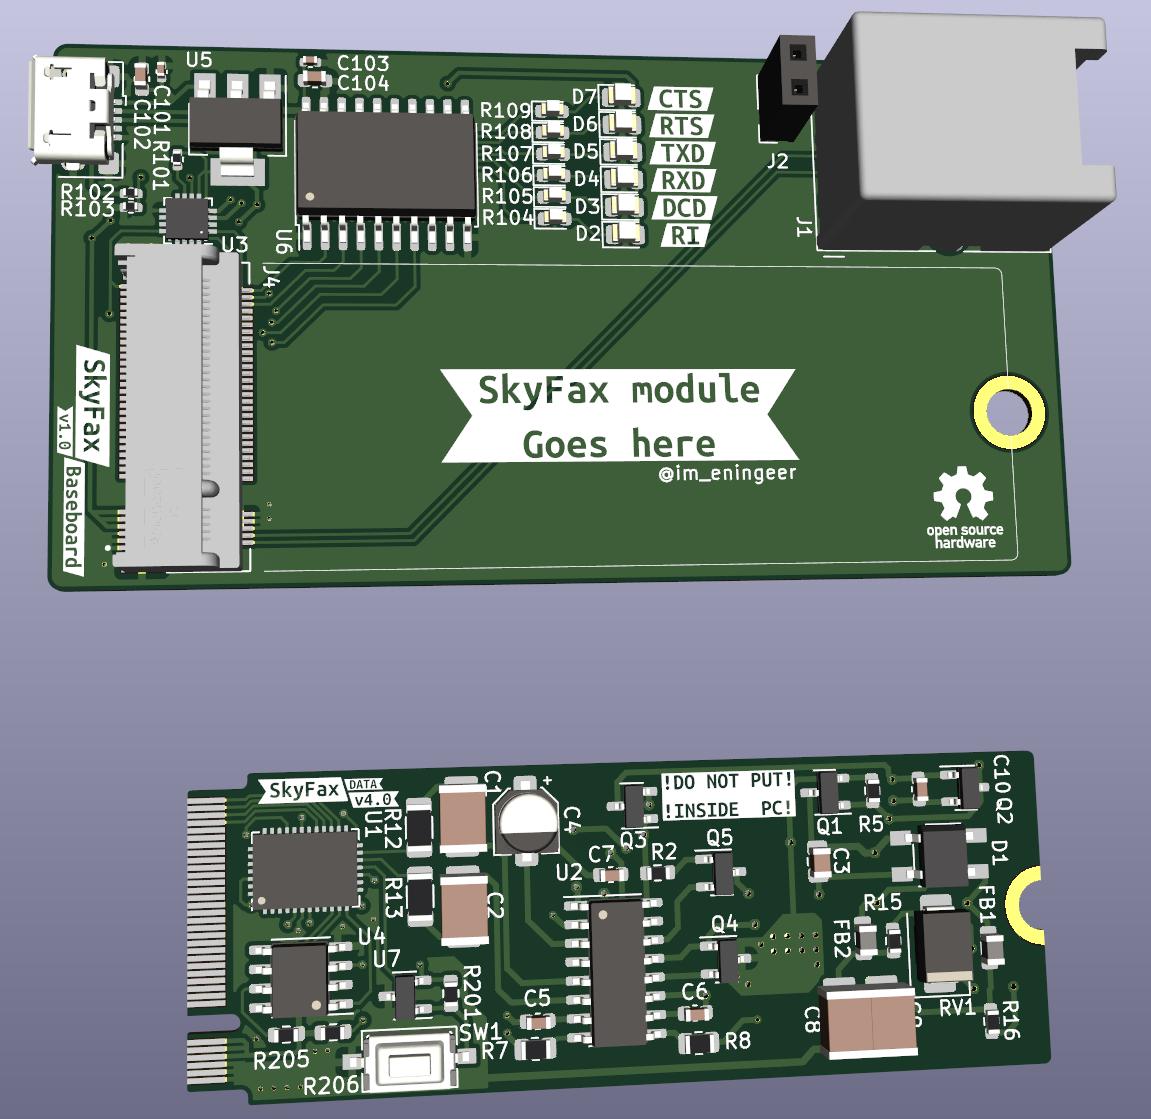 U5
C103
C104
C101
C102
R101
R102
R103
U3
U6
J4
R109
R108
R107
R106
R105
R104
D7
D6
D5
D4
D3
D2
CTS
RTS
TXD
RXD
DCD
RI
J2
J1
SkyFax
v1.0
Baseboard
SkyFax module
Goes here
@im_eningeer
open source
hardware
SkyFax
DATA
v4.0
U1
R12
C1
+
C4
R13
C2
U4
U7
R201
SW1
R205
R206
R7
C5
U2
C7
R2
Q3
Q5
Q4
C6
R8
!DO NOT PUT!
!INSIDE PC!
Q1
R5
C10
Q2
C3
D1
R15
FB1
FB2
RV1
R16
C8